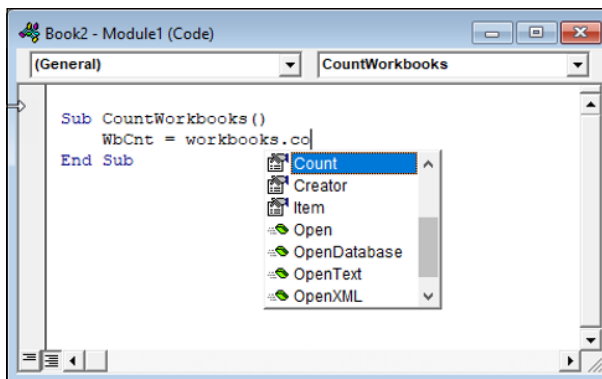 Book2 - Module1 (Code)
(General) CountWorkbooks
Sub CountWorkbooks()
WbCnt = workbooks.co
End Sub
Count
Creator
Item
Open
OpenDatabase
OpenText
OpenXML